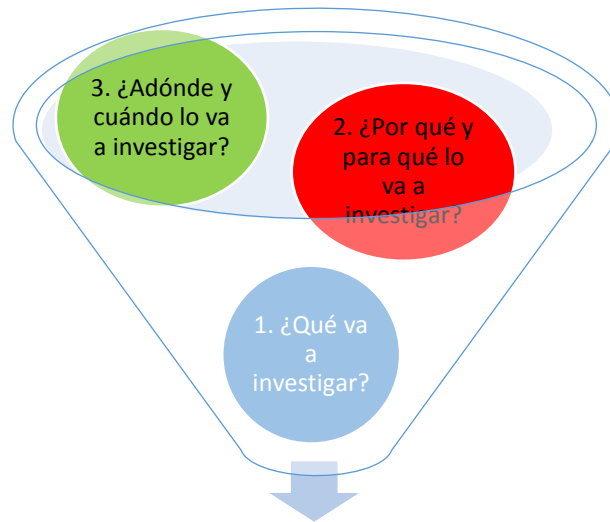 3. ¿Adónde y
cuándo lo va
a investigar?
2. ¿Por qué y
para qué lo
va a
investigar?
1. ¿Qué va
a
investigar?